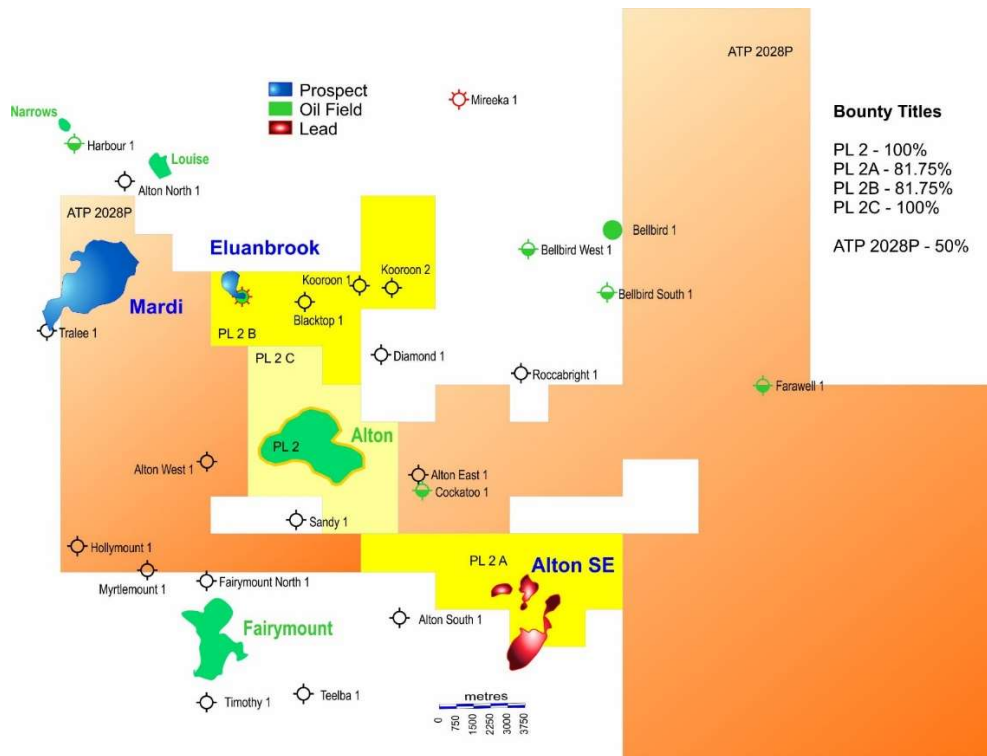 ATP 2028P
Prospect
Oil Field
Lead
Mireeka 1
Bounty Titles
PL 2 - 100%
PL 2A - 81.75%
PL 2B - 81.75%
PL 2C - 100%
ATP 2028P - 50%
Narrows
Harbour 1
Louise
Alton North 1
ATP 2028P
Eluanbrook
Mardi
Tralee 1
Kooroon 1
Kooroon 2
Blacktop 1
PL 2 B
PL 2 C
Diamond 1
Bellbird 1
Bellbird West 1
Bellbird South 1
Roccabright 1
Farawell 1
Alton
PL 2
Alton West 1
Alton East 1
Cockatoo 1
Sandy 1
Hollymount 1
Myrtlemount 1
Fairymount North 1
PL 2 A
Alton SE
Fairymount
Alton South 1
Timothy 1
Teelba 1
metres
0
750
1500
2250
3000
3750